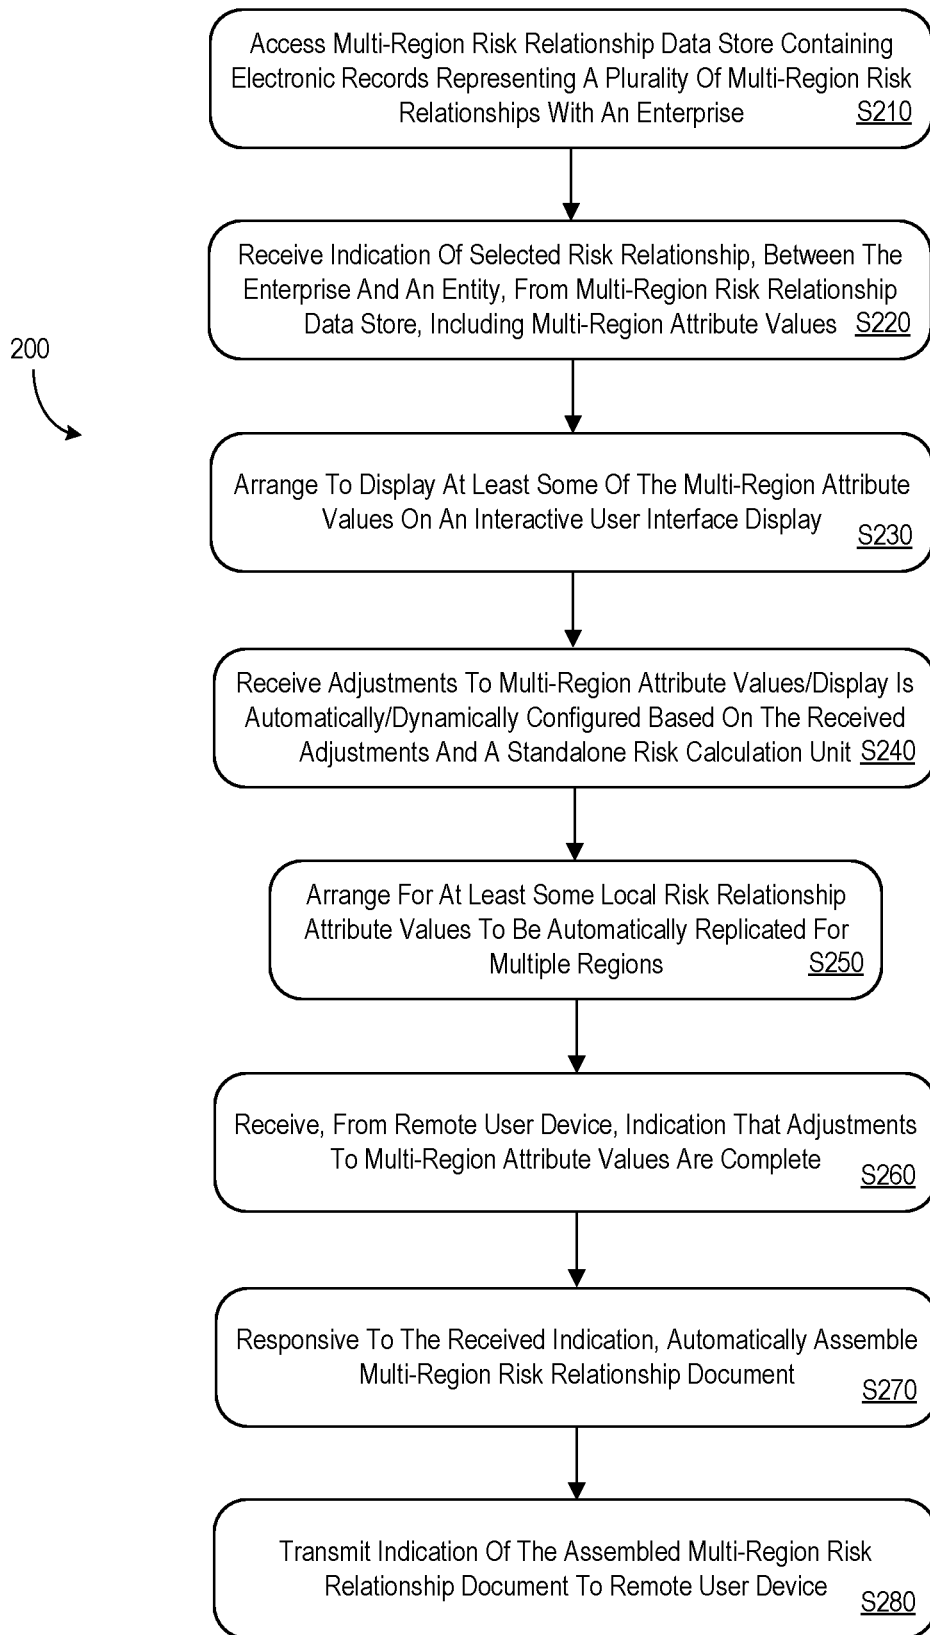 Access Multi-Region Risk Relationship Data Store Containing
Electronic Records Representing A Plurality Of Multi-Region Risk
Relationships With An Enterprise S210
Receive Indication Of Selected Risk Relationship, Between The
Enterprise And An Entity, From Multi-Region Risk Relationship
Data Store, Including Multi-Region Attribute Values S220
200
Arrange To Display At Least Some Of The Multi-Region Attribute
Values On An Interactive User Interface Display
S230
Receive Adjustments To Multi-Region Attribute Values/Display Is
Automatically/Dynamically Configured Based On The Received
Adjustments And A Standalone Risk Calculation Unit S240
Arrange For At Least Some Local Risk Relationship
Attribute Values To Be Automatically Replicated For
Multiple Regions S250
Receive, From Remote User Device, Indication That Adjustments
To Multi-Region Attribute Values Are Complete
S260
Responsive To The Received Indication, Automatically Assemble
Multi-Region Risk Relationship Document
S270
Transmit Indication Of The Assembled Multi-Region Risk
Relationship Document To Remote User Device
S280